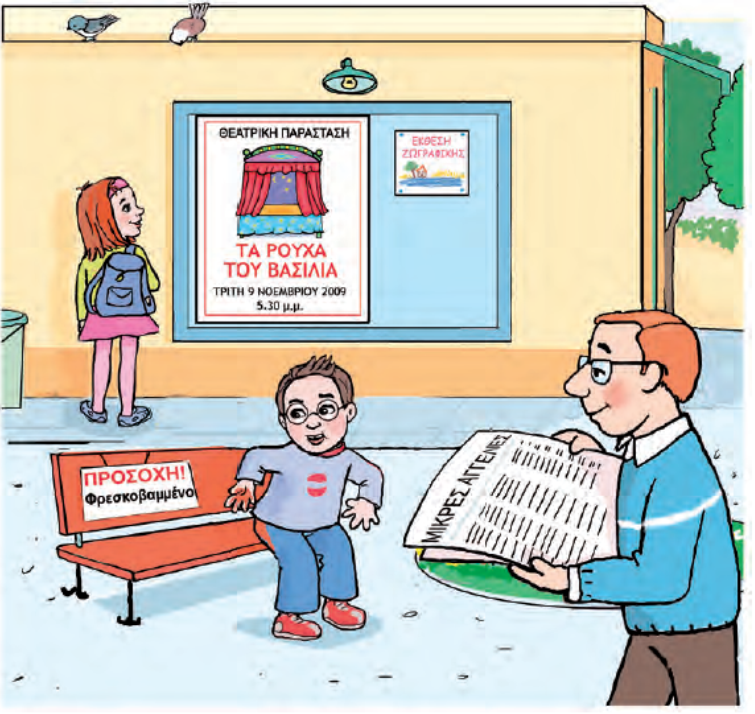 ΘΕΑΤΡΙΚΗ ΠΑΡΑΣΤΑΣΗ
ΤΑ ΡΟΥΧΑ
ΤΟΥ ΒΑΣΙΛΙΑ
ΤΡΙΤΗ 9 ΝΟΕΜΒΡΙΟΥ 2009
5.30 μ.μ.
ΕΚΘΕΣΗ
ΖΩΓΡΑΦΙΚΗΣ
ΠΡΟΣΟΧΗ!
Φρεσκοβαμμένο
ΜΙΚΡΕΣ ΑΓΓΕΛΙΕΣ